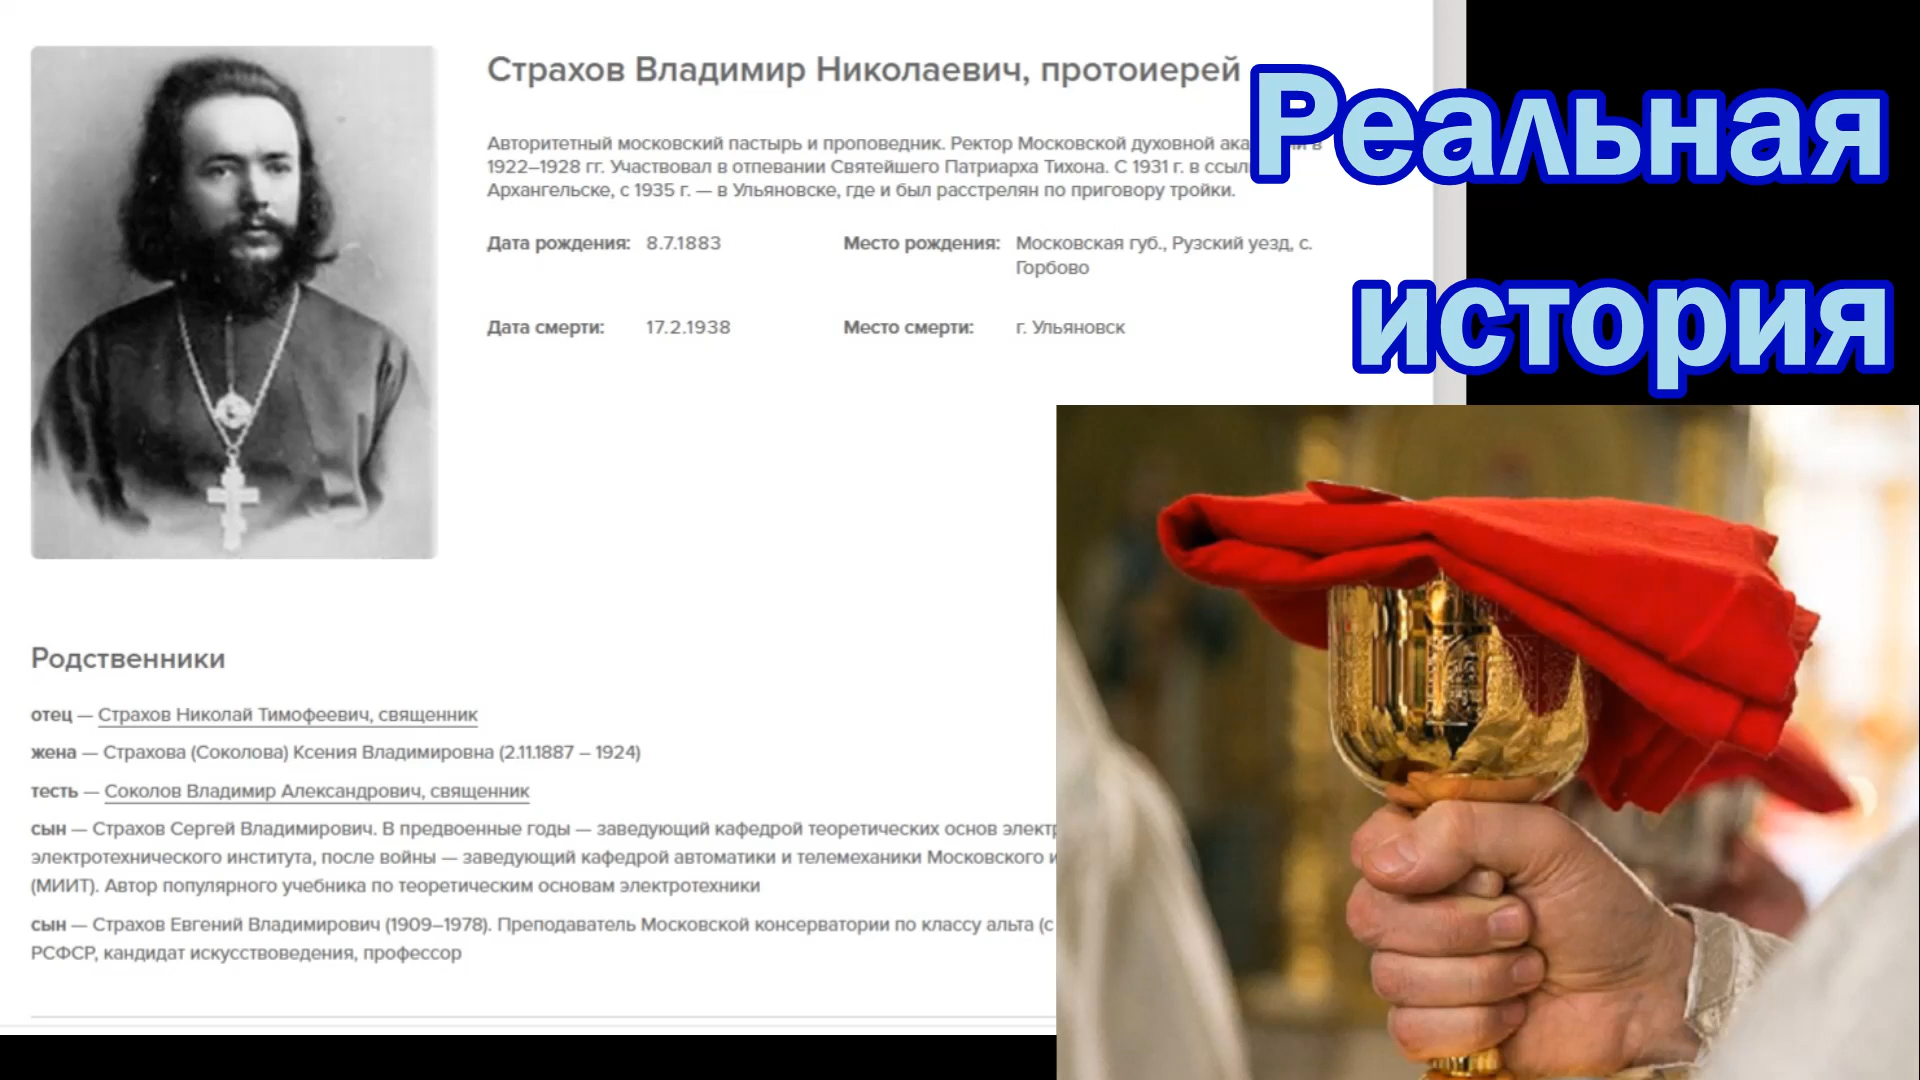 Страхов Владимир Николаевич, протоиерей
Реальная
история
Авторитетный московский пастырь и проповедник. Ректор Московской духовной в
1922–1928 гг. Участвовал в отпевании Святейшего Патриарха Тихона. С 1931 г. в
Архангельске, с 1935 г. — в Ульяновске, где и был расстрелян по приговору тройки.
Дата рождения: 8.7.1883 Место рождения: Московская губ., Рузский уезд, с.
Горбово
Дата смерти: 17.2.1938 Место смерти: г. Ульяновск
Родственники
отец — Страхов Николай Тимофеевич, священник
жена — Страхова (Соколова) Ксения Владимировна (2.11.1887 – 1924)
тесть — Соколов Владимир Александрович, священник
сын — Страхов Сергей Владимирович. В предвоенные годы — заведующий кафедрой теоретических основ
электротехнического института, после войны — заведующий кафедрой автоматики и телемеханики Московского
(МИИТ). Автор популярного учебника по теоретическим основам электротехники
сын — Страхов Евгений Владимирович (1909–1978). Преподаватель Московской консерватории по классу альта (с
РСФСР, кандидат искусствоведения, профессор